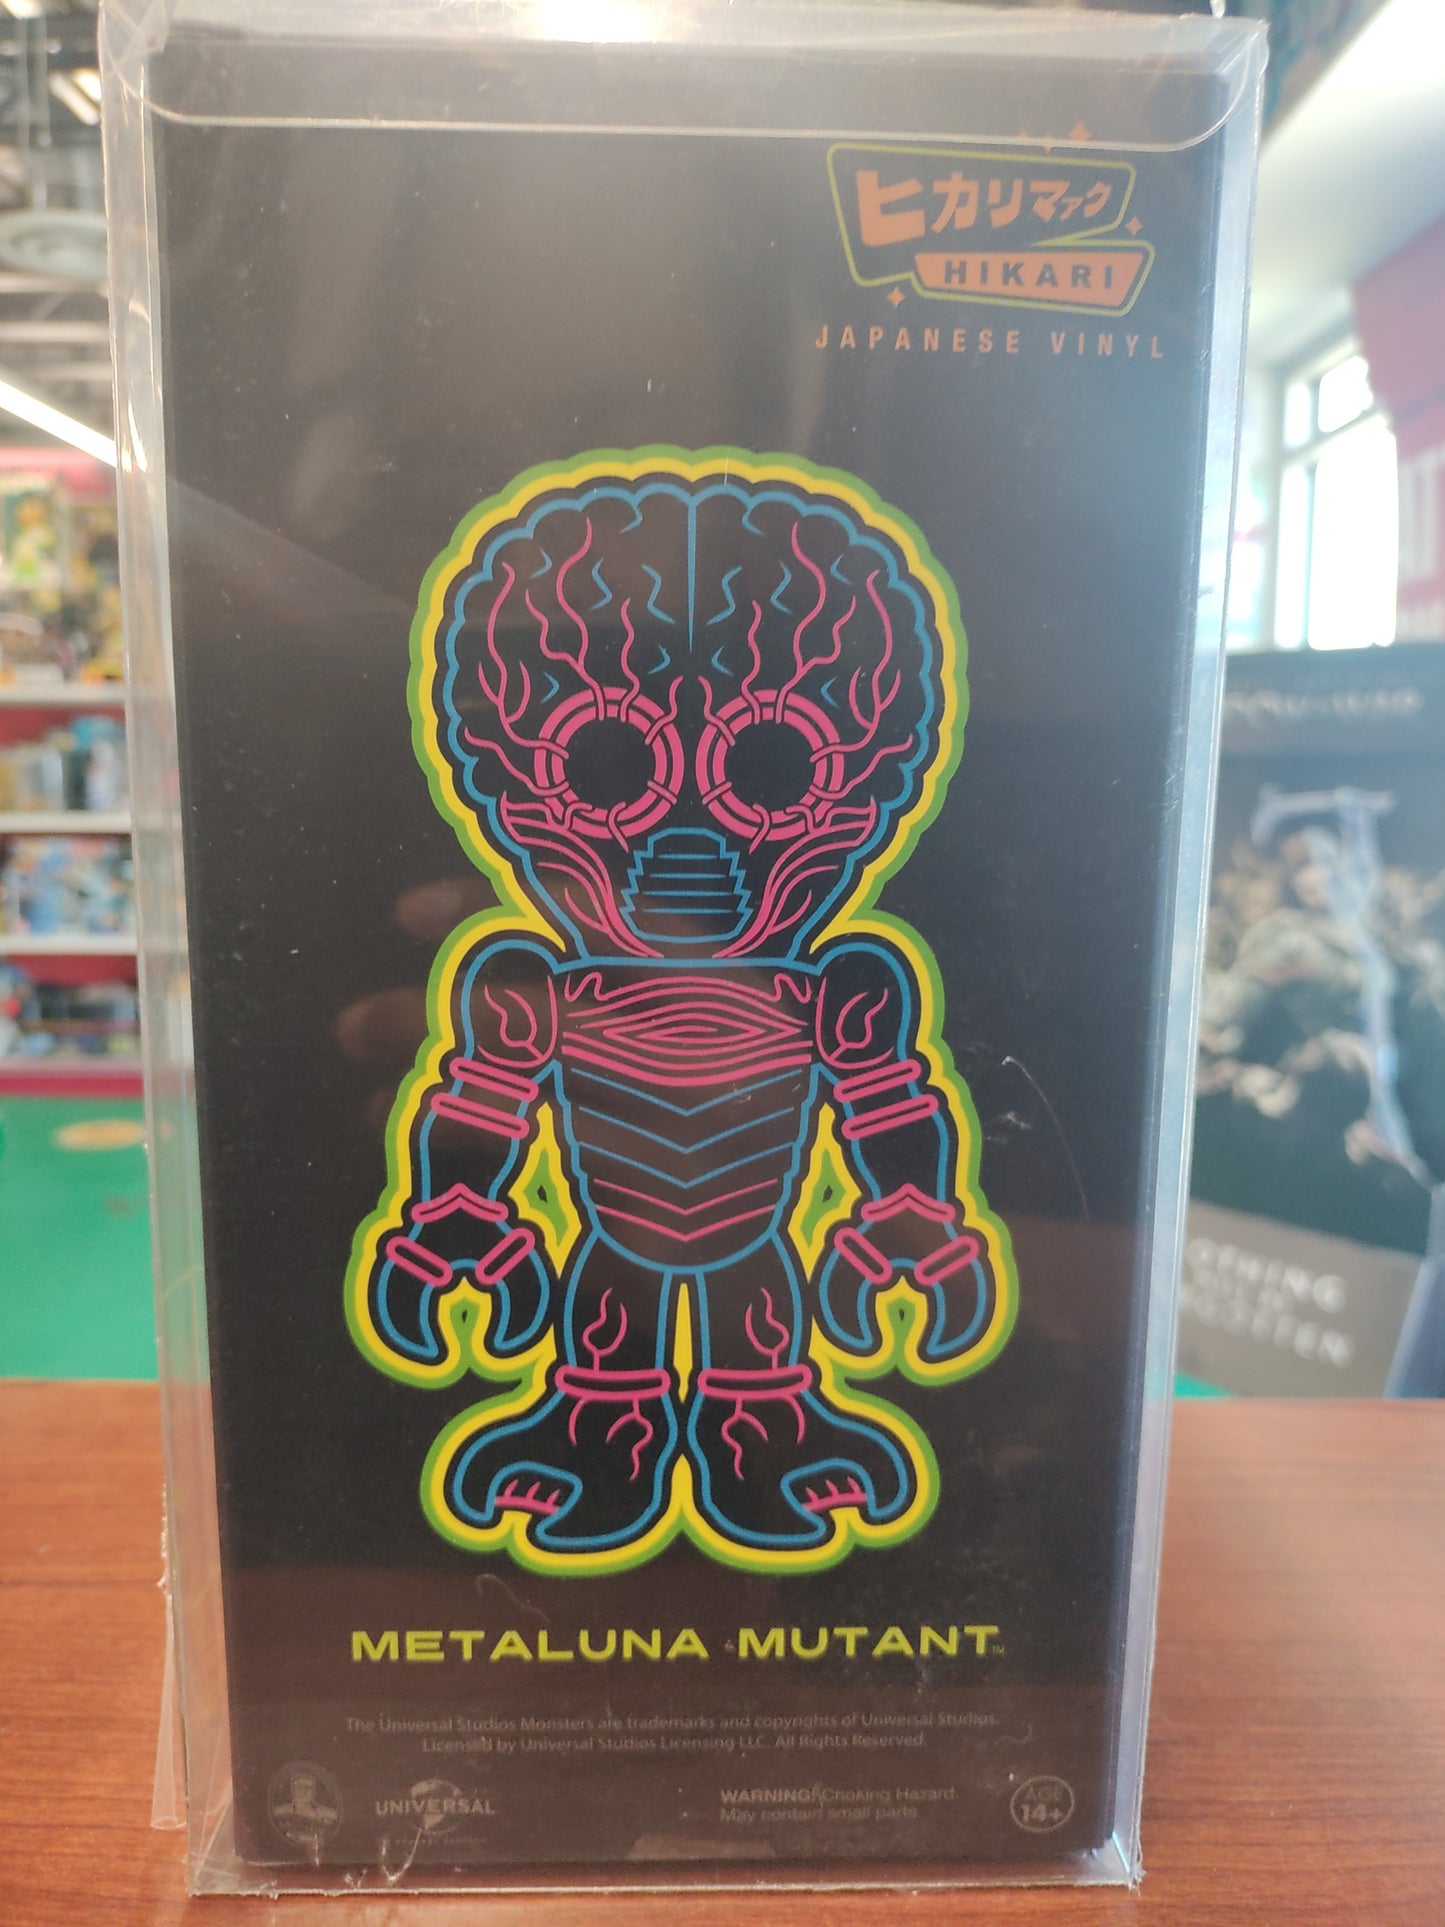 ヒカリマァク
HIKARI
JAPANESE VINYL
METALUNA MUTANT™
The Universal Studios Monsters are trademarks and copyrights of Universal Studios.
Licensed by Universal Studios Licensing LLC. All Rights Reserved.
UNIVERSAL
WARNING! Choking Hazard.
May contain small parts.
AGE
14+